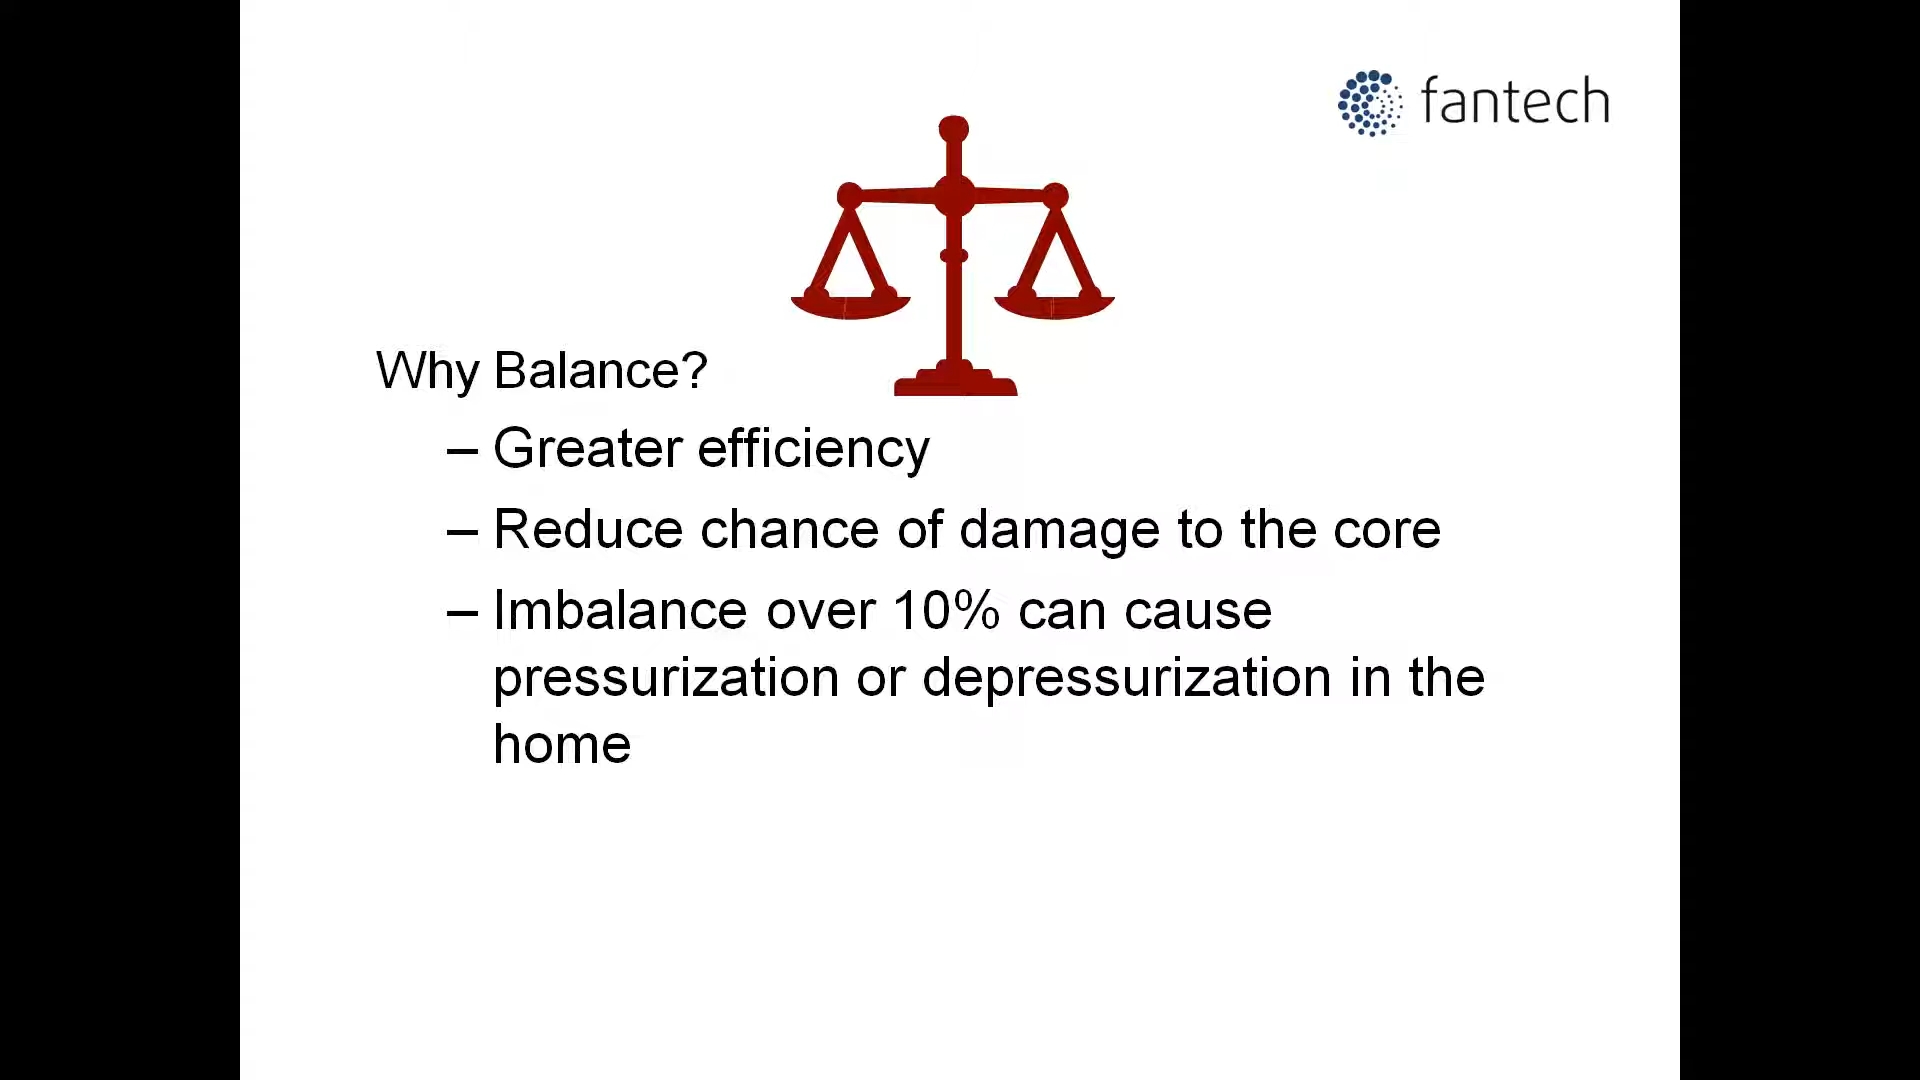 fantech
Why Balance?
– Greater efficiency
– Reduce chance of damage to the core
– Imbalance over 10% can cause
pressurization or depressurization in the
home